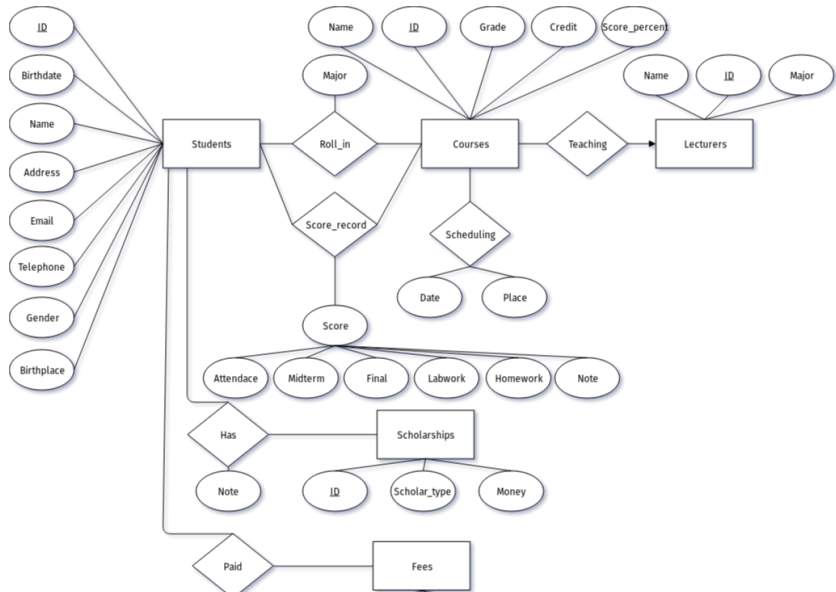 ID
Name
ID
Grade
Credit
Score_percent
Birthdate
Major
Name
ID
Major
Name
Students
Roll_in
Courses
Teaching
Lecturers
Address
Email
Score_record
Scheduling
Telephone
Date
Place
Gender
Score
Birthplace
Attendace
Midterm
Final
Labwork
Homework
Note
Has
Scholarships
Note
ID
Scholar_type
Money
Paid
Fees